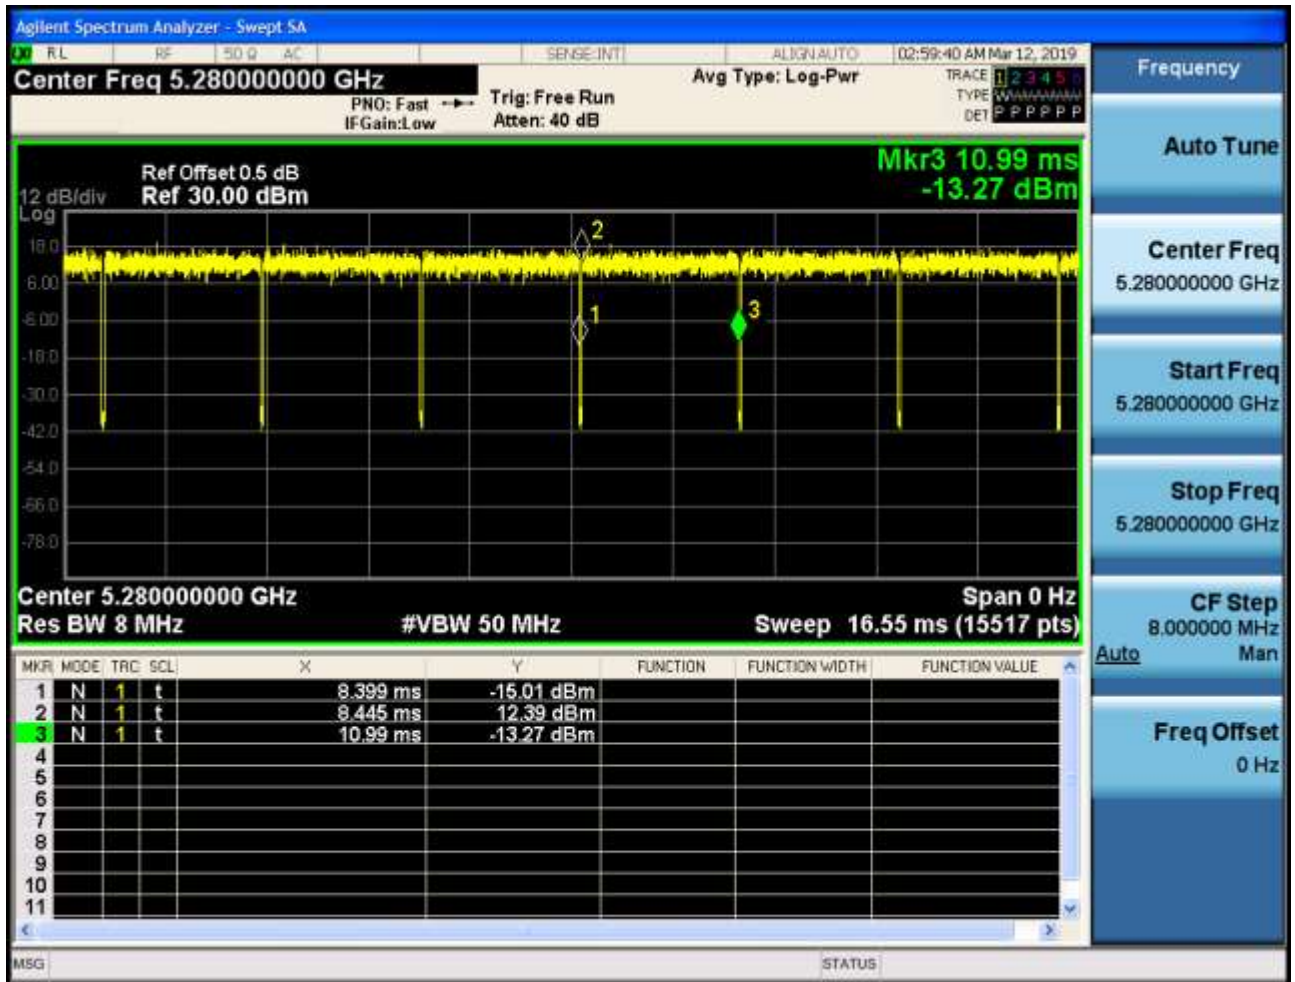 Agilent Spectrum Analyzer - Swept SA
RL RF 50 Ω AC SENSE:INT ALIGN AUTO 02:59:40 AM Mar 12, 2019
Center Freq 5.280000000 GHz
PNO: Fast
IFGain:Low
Trig: Free Run
Atten: 40 dB
Avg Type: Log-Pwr
TRACE 1 2 3 4 5 6
TYPE
DET P P P P P P
Mkr3 10.99 ms
-13.27 dBm
Ref Offset 0.5 dB
12 dB/div Ref 30.00 dBm
Log
18.0
6.00
-6.00
-18.0
-30.0
-42.0
-54.0
-66.0
-78.0
2
1
3
Center 5.280000000 GHz Span 0 Hz
Res BW 8 MHz #VBW 50 MHz Sweep 16.55 ms (15517 pts)
MKR MODE TRC SCL X Y FUNCTION FUNCTION WIDTH FUNCTION VALUE
1 N 1 t 8.399 ms -15.01 dBm
2 N 1 t 8.445 ms 12.39 dBm
3 N 1 t 10.99 ms -13.27 dBm
4
5
6
7
8
9
10
11
MSG STATUS
Frequency
Auto Tune
Center Freq
5.280000000 GHz
Start Freq
5.280000000 GHz
Stop Freq
5.280000000 GHz
CF Step
8.000000 MHz
Auto Man
Freq Offset
0 Hz